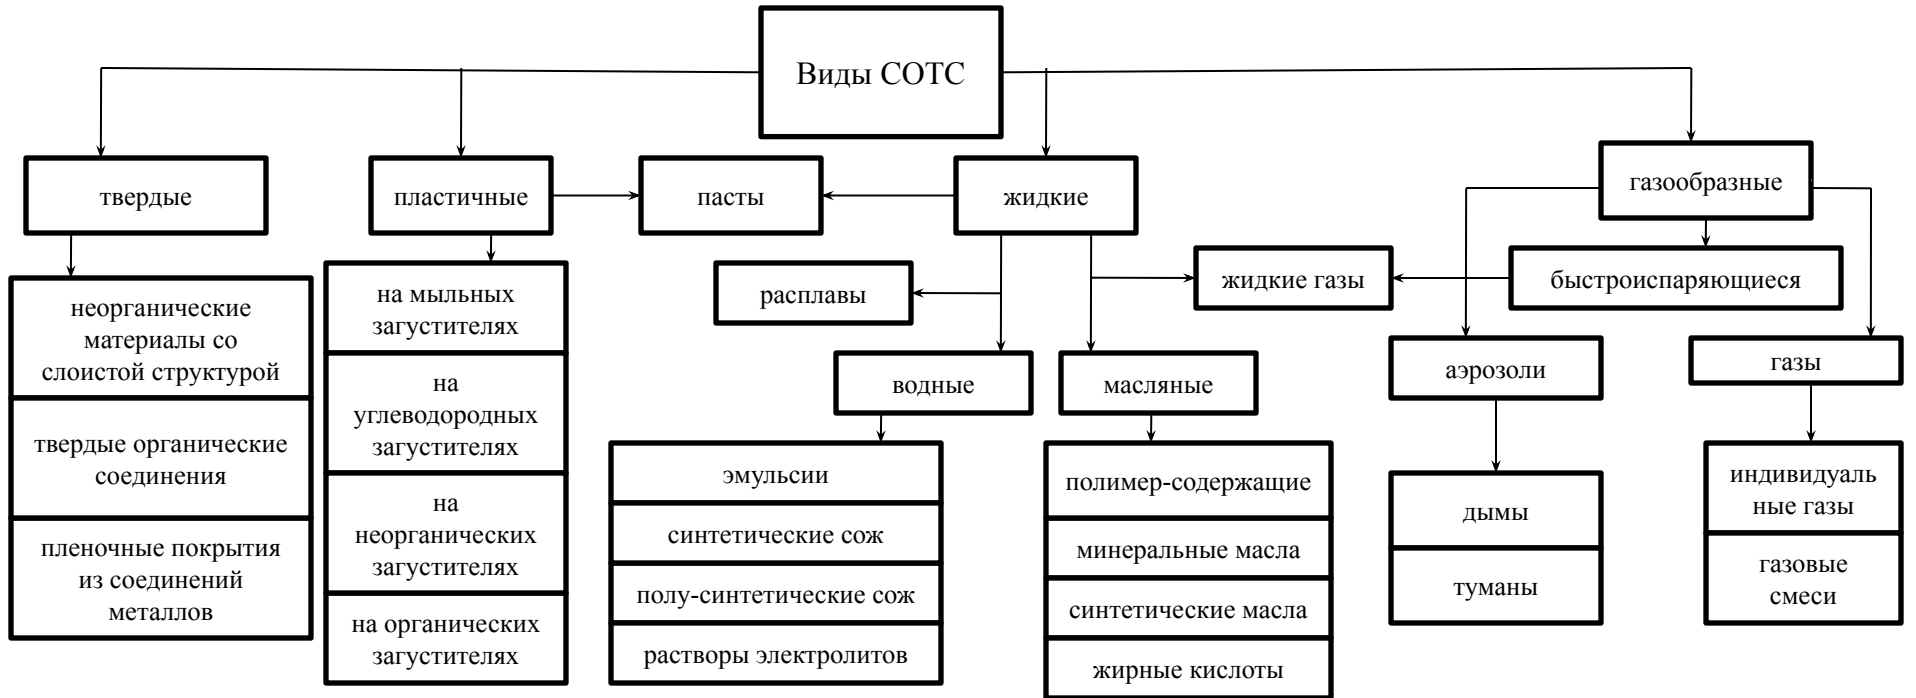 Виды СОТС
твердые
пластичные
пасты
жидкие
газообразные
расплавы
жидкие газы
быстроиспаряющиеся
водные
масляные
аэрозоли
газы
неорганические
материалы со
слоистой структурой
твердые органические
соединения
пленочные покрытия
из соединений
металлов
на мыльных
загустителях
на
углеводородных
загустителях
на
неорганических
загустителях
на органических
загустителях
эмульсии
синтетические сож
полу-синтетические сож
растворы электролитов
полимер-содержащие
минеральные масла
синтетические масла
жирные кислоты
дымы
туманы
индивидуаль
ные газы
газовые
смеси